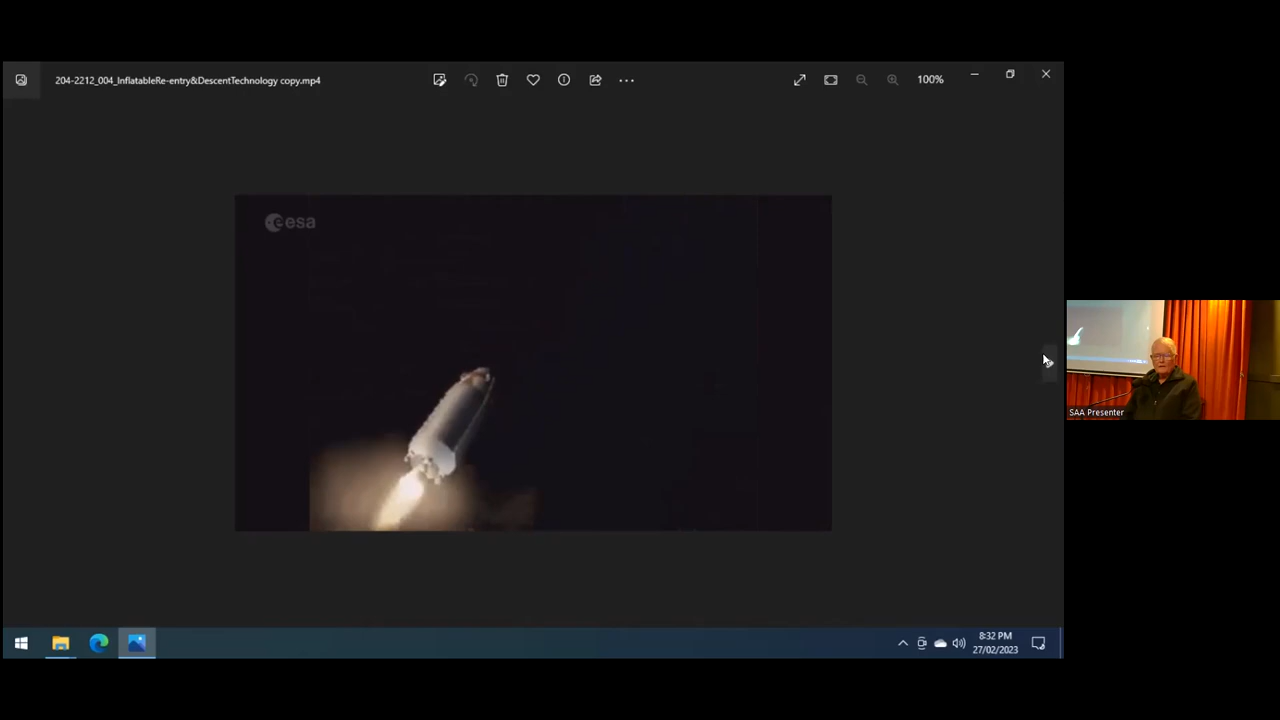 204-2212_004_InflatableRe-entry&DescentTechnology copy.mp4
100%
esa
SAA Presenter
8:32 PM
27/02/2023